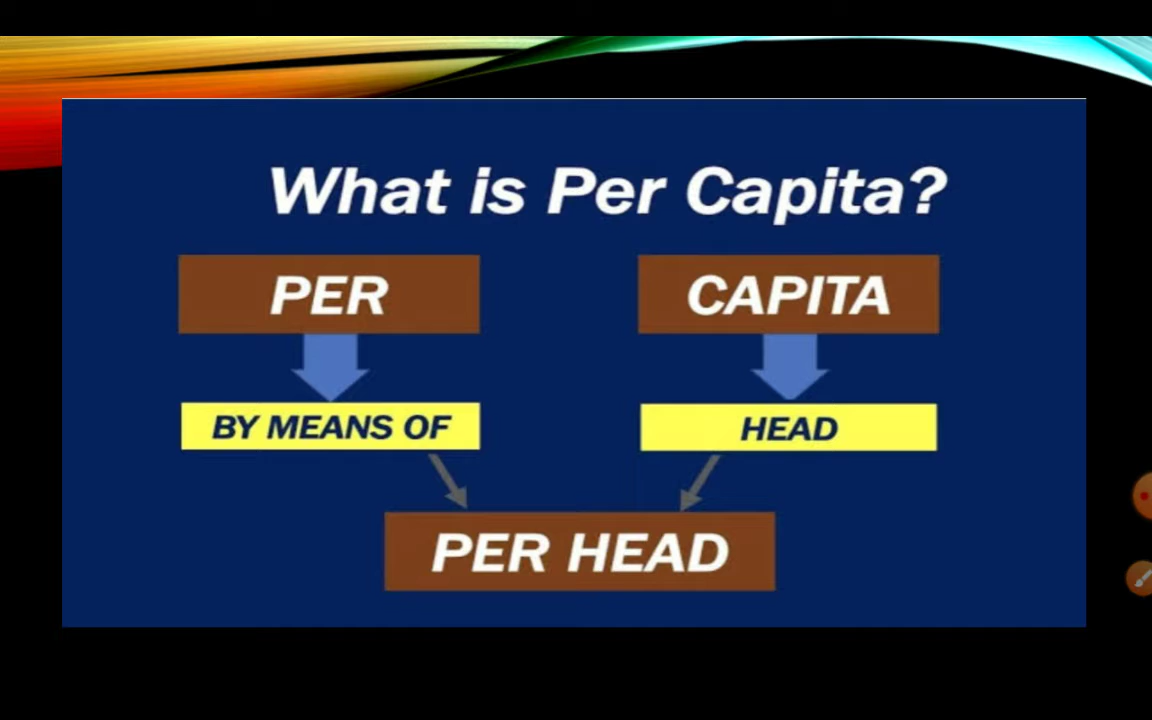 What is Per Capita?
PER
CAPITA
BY MEANS OF
HEAD
PER HEAD